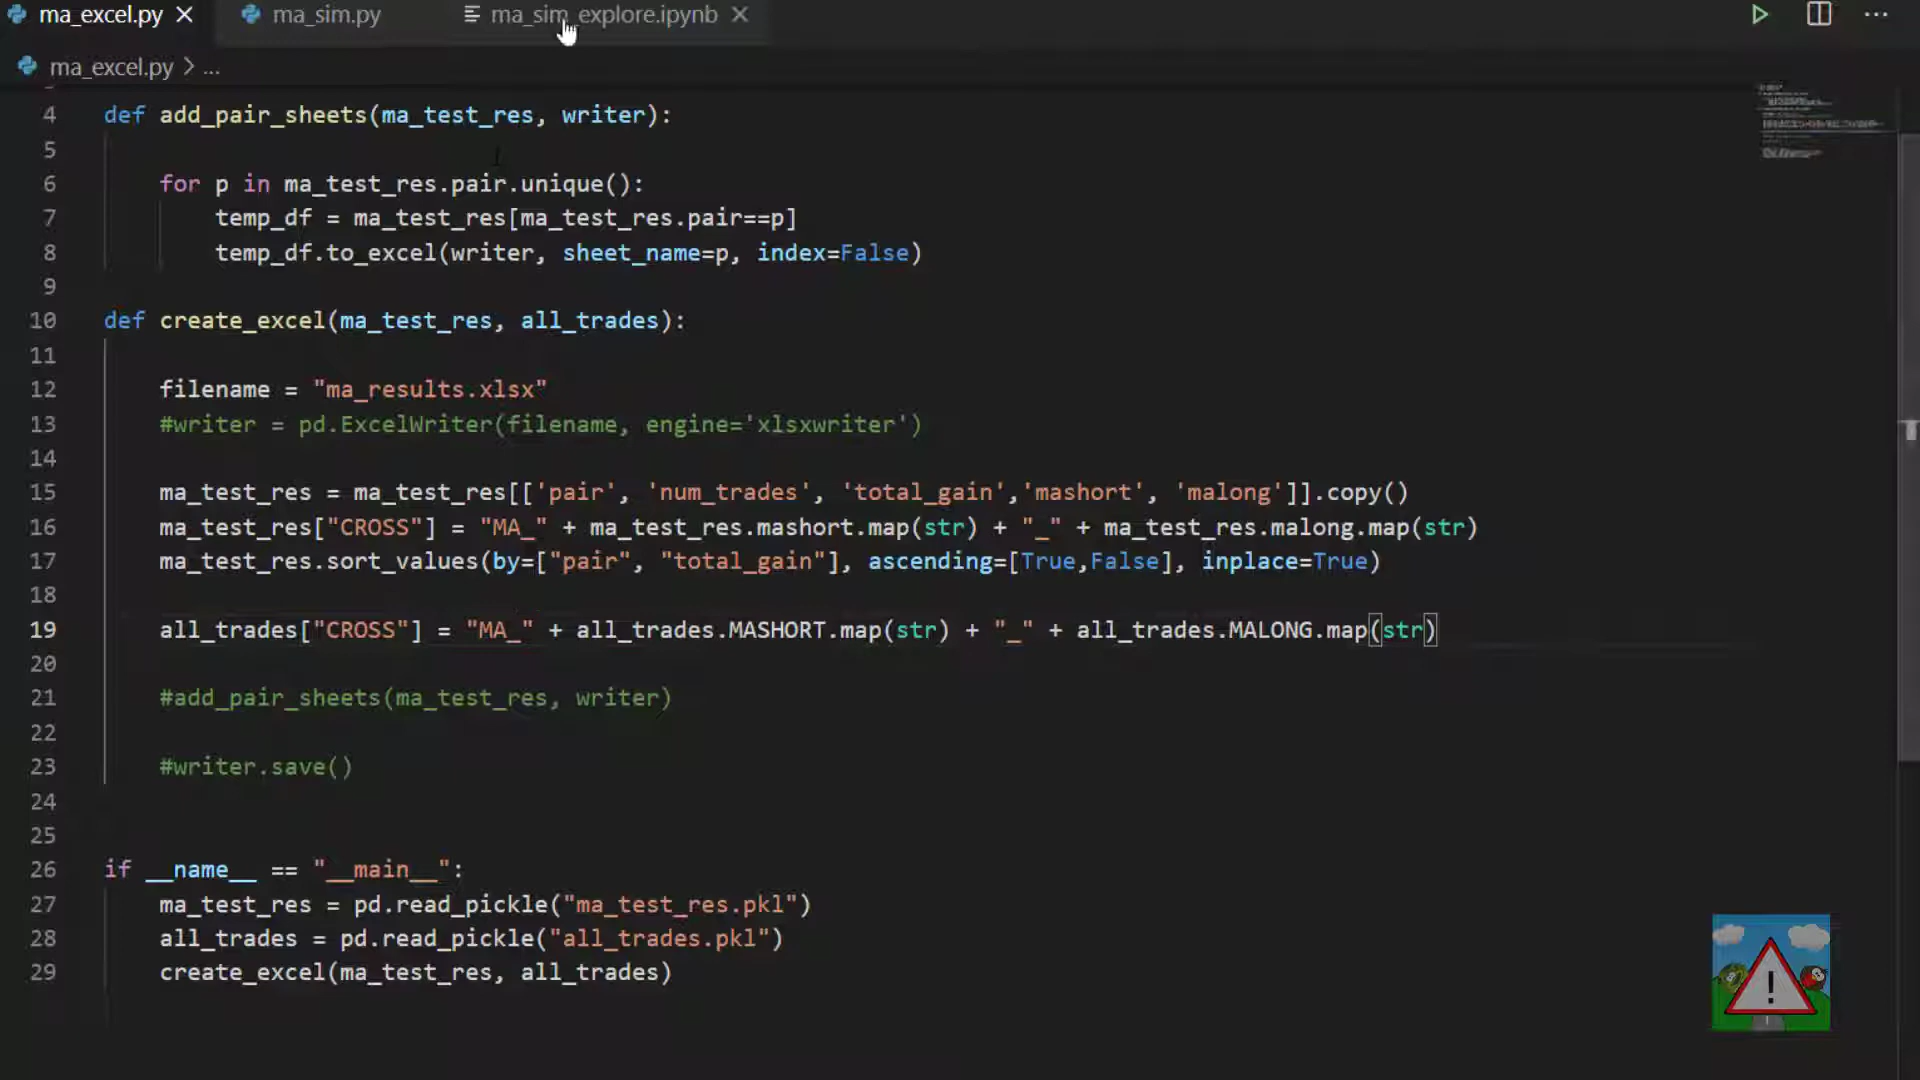 ma_excel.py
ma_sim.py
ma_sim_explore.ipynb
ma_excel.py > ...
4 def add_pair_sheets(ma_test_res, writer):
5
6 for p in ma_test_res.pair.unique():
7 temp_df = ma_test_res[ma_test_res.pair==p]
8 temp_df.to_excel(writer, sheet_name=p, index=False)
9
10 def create_excel(ma_test_res, all_trades):
11
12 filename = "ma_results.xlsx"
13 #writer = pd.ExcelWriter(filename, engine='xlsxwriter')
14
15 ma_test_res = ma_test_res[['pair', 'num_trades', 'total_gain','mashort', 'malong']].copy()
16 ma_test_res["CROSS"] = "MA_" + ma_test_res.mashort.map(str) + "_" + ma_test_res.malong.map(str)
17 ma_test_res.sort_values(by=["pair", "total_gain"], ascending=[True,False], inplace=True)
18
19 all_trades["CROSS"] = "MA_" + all_trades.MASHORT.map(str) + "_" + all_trades.MALONG.map(str)
20
21 #add_pair_sheets(ma_test_res, writer)
22
23 #writer.save()
24
25
26 if __name__ == "__main__":
27 ma_test_res = pd.read_pickle("ma_test_res.pkl")
28 all_trades = pd.read_pickle("all_trades.pkl")
29 create_excel(ma_test_res, all_trades)